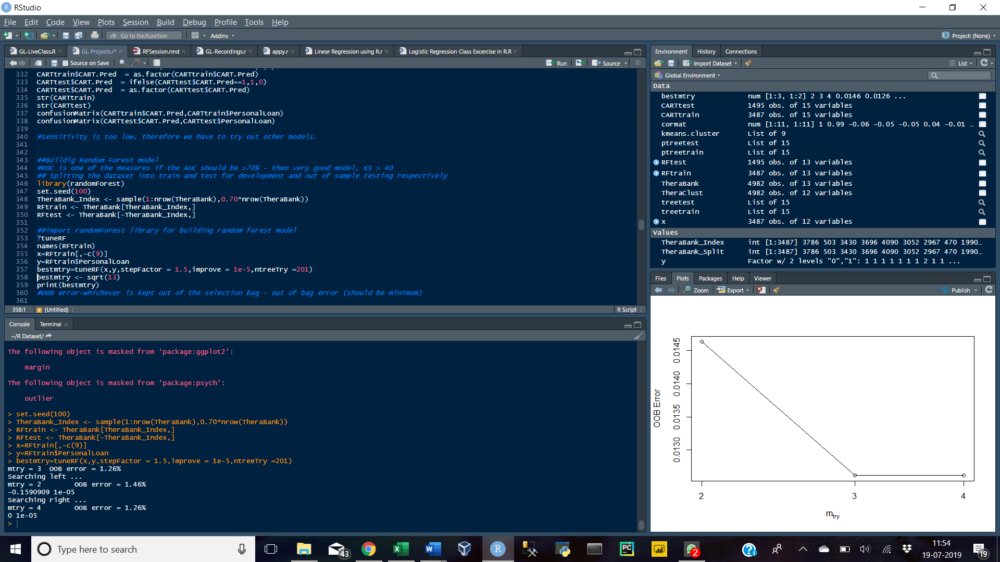 RStudio
File Edit Code View Plots Session Build Debug Profile Tools Help
Go to file/function Addins Project: (None)
GL-LiveClass.R GL-Projects.r* RFSession.rmd GL-Recordings.r appy.r Linear Regression using R.r Logistic Regression Class Excercise in R.R
Source on Save Run Source
332 CARTtrain$CART.Pred = as.factor(CARTtrain$CART.Pred)
333 CARTtest$CART.Pred = ifelse(CARTtest$CART.Pred==1,1,0)
334 CARTtest$CART.Pred = as.factor(CARTtest$CART.Pred)
335 str(CARTtrain)
336 str(CARTtest)
337 confusionMatrix(CARTtrain$CART.Pred,CARTtrain$PersonalLoan)
338 confusionMatrix(CARTtest$CART.Pred,CARTtest$PersonalLoan)
339
340 #sensitivity is too low, therefore we have to try out other models.
341
342
343 ##Buildig Random Forest model
344 #ROC is one of the measures if the AUC should be >70% - then very good model, KS > 40
345 ## Spliting the dataset into train and test for development and out of sample testing respectively
346 library(randomForest)
347 set.seed(100)
348 TheraBank_Index <- sample(1:nrow(TheraBank),0.70*nrow(TheraBank))
349 RFtrain <- TheraBank[TheraBank_Index,]
350 RFtest <- TheraBank[-TheraBank_Index,]
351
352 ##import randomForest library for building random forest model
353 ?tuneRF
354 names(RFtrain)
355 x=RFtrain[,-c(9)]
356 y=RFtrain$PersonalLoan
357 bestmtry=tuneRF(x,y,stepFactor = 1.5,improve = 1e-5,ntreeTry =201)
358 bestmtry <- sqrt(13)
359 print(bestmtry)
360 #OOB error-whichever is kept out of the selection bag - out of bag error (should be minimum)
361
358:1 # (Untitled) R Script
Console Terminal
~/R Dataset/
The following object is masked from ‘package:ggplot2’:
margin
The following object is masked from ‘package:psych’:
outlier
> set.seed(100)
> TheraBank_Index <- sample(1:nrow(TheraBank),0.70*nrow(TheraBank))
> RFtrain <- TheraBank[TheraBank_Index,]
> RFtest <- TheraBank[-TheraBank_Index,]
> x=RFtrain[,-c(9)]
> y=RFtrain$PersonalLoan
> bestmtry=tuneRF(x,y,stepFactor = 1.5,improve = 1e-5,ntreeTry =201)
mtry = 3 OOB error = 1.26%
Searching left ...
mtry = 2 OOB error = 1.46%
-0.1590909 1e-05
Searching right ...
mtry = 4 OOB error = 1.26%
0 1e-05
>
Environment History Connections
Import Dataset List
Global Environment
Data
bestmtry num [1:3, 1:2] 2 3 4 0.0146 0.0126 ...
CARTtest 1495 obs. of 15 variables
CARTtrain 3487 obs. of 15 variables
cormat num [1:11, 1:11] 1 0.99 -0.06 -0.05 -0.05 0.04 -0.01 …
kmeans.cluster List of 9
ptreetest List of 15
ptreetrain List of 15
RFtest 1495 obs. of 13 variables
RFtrain 3487 obs. of 13 variables
TheraBank 4982 obs. of 13 variables
TheraClust 4982 obs. of 12 variables
treetest List of 15
treetrain List of 15
x 3487 obs. of 12 variables
Values
TheraBank_Index int [1:3487] 3786 503 3430 3696 4090 3052 2967 470 1990…
TheraBank_Split int [1:3487] 3786 503 3430 3696 4090 3052 2967 470 1990…
y Factor w/ 2 levels "0","1": 1 1 1 1 1 1 1 2 1 1 ...
Files Plots Packages Help Viewer
Zoom Export Publish
OOB Error
0.0145
0.0140
0.0135
0.0130
2 3 4
mtry
Type here to search
43
2
11:54
19-07-2019
19